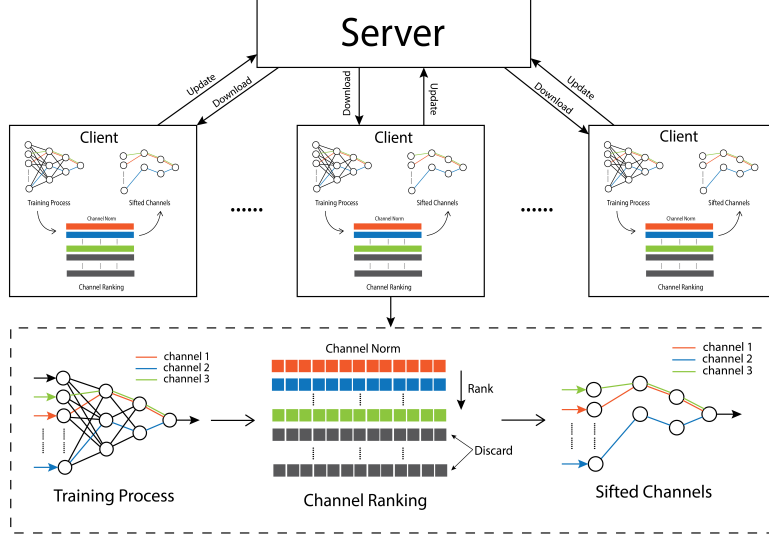 Server
Update
Download
Download
Update
Update
Download
Client
Training Process
Sifted Channels
Channel Norm
Channel Ranking
Client
Training Process
Sifted Channels
Channel Norm
Channel Ranking
Client
Training Process
Sifted Channels
Channel Norm
Channel Ranking
channel 1
channel 2
channel 3
Training Process
Channel Norm
Rank
Discard
Channel Ranking
channel 1
channel 2
channel 3
Sifted Channels